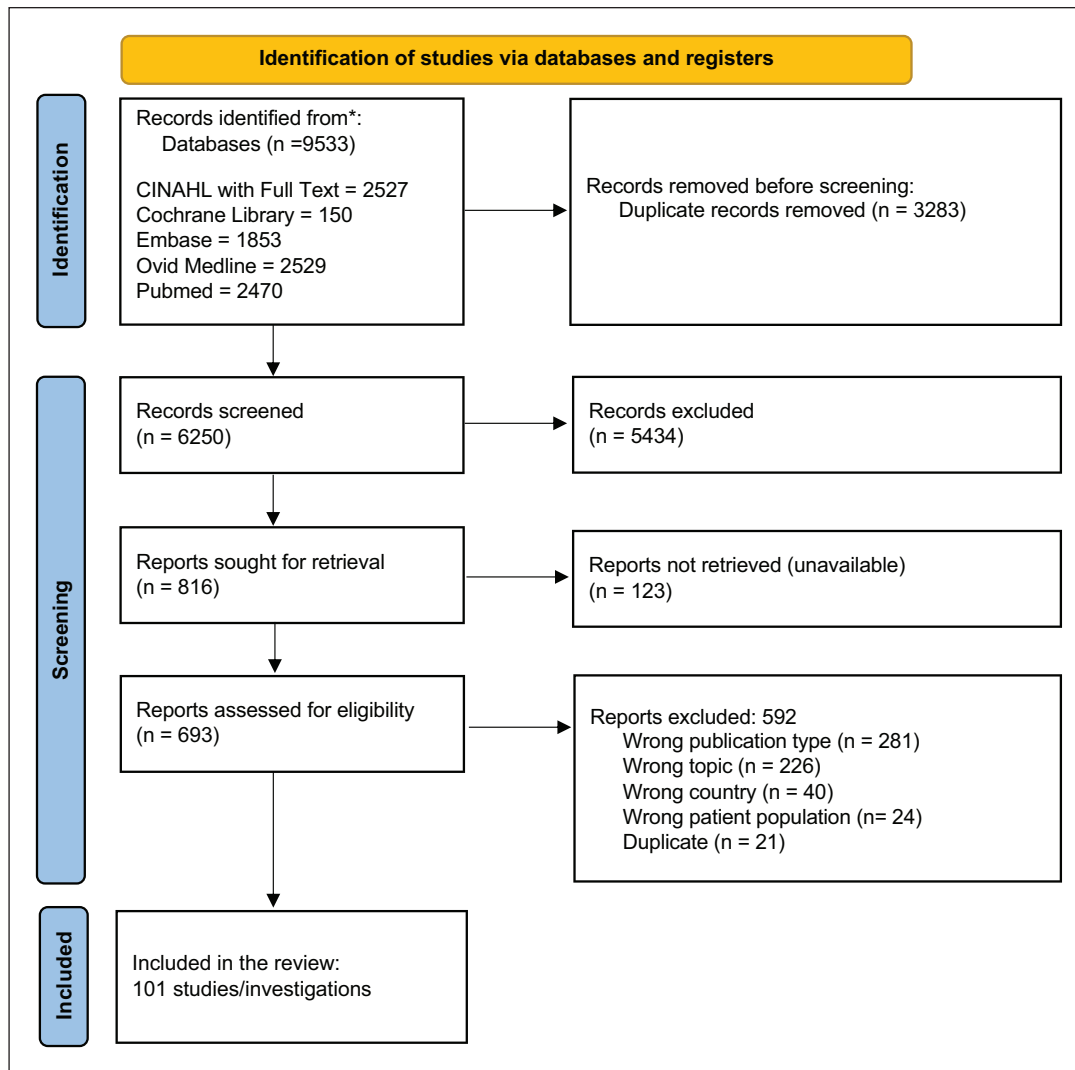 Identification of studies via databases and registers
Identification
Records identified from*:
Databases (n =9533)
CINAHL with Full Text = 2527
Cochrane Library = 150
Embase = 1853
Ovid Medline = 2529
Pubmed = 2470
Records removed before screening:
Duplicate records removed (n = 3283)
Screening
Records screened
(n = 6250)
Records excluded
(n = 5434)
Reports sought for retrieval
(n = 816)
Reports not retrieved (unavailable)
(n = 123)
Reports assessed for eligibility
(n = 693)
Reports excluded: 592
Wrong publication type (n = 281)
Wrong topic (n = 226)
Wrong country (n = 40)
Wrong patient population (n= 24)
Duplicate (n = 21)
Included
Included in the review:
101 studies/investigations